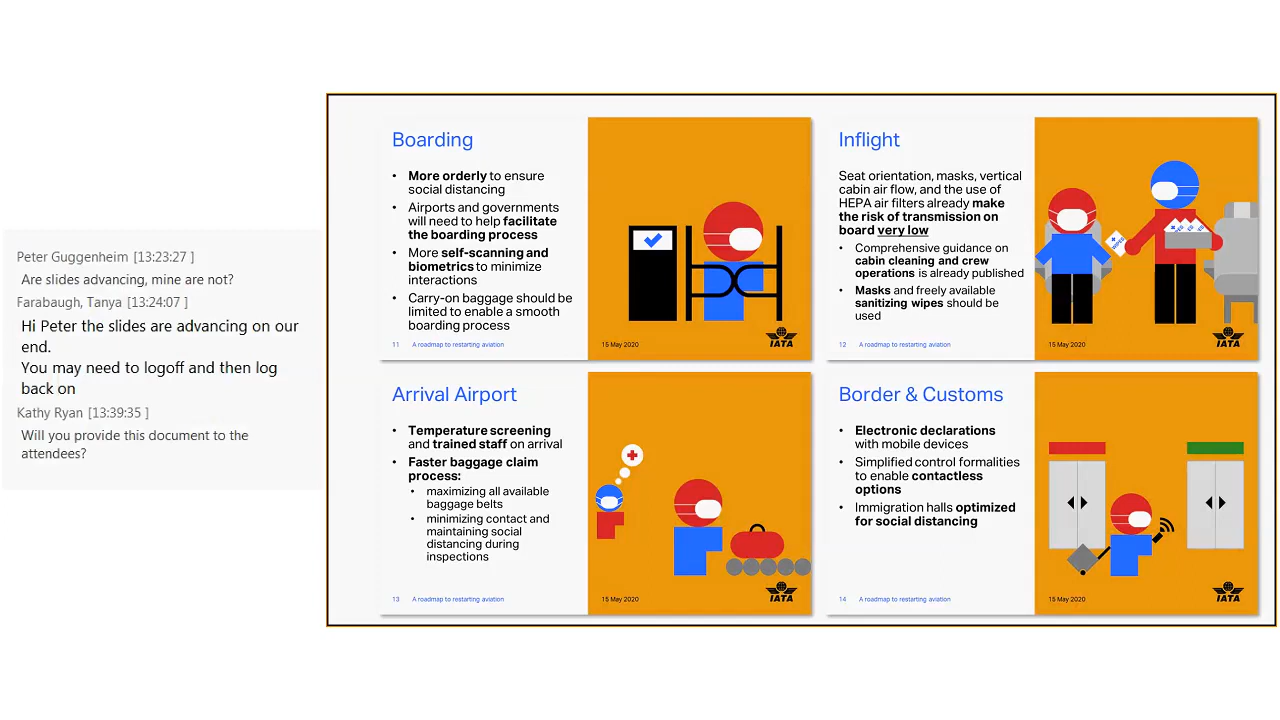 Peter Guggenheim [13:23:27 ]
Are slides advancing, mine are not?
Farabaugh, Tanya [13:24:07 ]
Hi Peter the slides are advancing on our
end.
You may need to logoff and then log
back on
Kathy Ryan [13:39:35 ]
Will you provide this document to the
attendees?
Boarding
• More orderly to ensure
social distancing
• Airports and governments
will need to help facilitate
the boarding process
• More self-scanning and
biometrics to minimize
interactions
• Carry-on baggage should be
limited to enable a smooth
boarding process
11 A roadmap to restarting aviation
15 May 2020
IATA
Inflight
Seat orientation, masks, vertical
cabin air flow, and the use of
HEPA air filters already make
the risk of transmission on
board very low
• Comprehensive guidance on
cabin cleaning and crew
operations is already published
• Masks and freely available
sanitizing wipes should be
used
12 A roadmap to restarting aviation
WIPES
15 May 2020
IATA
Arrival Airport
• Temperature screening
and trained staff on arrival
• Faster baggage claim
process:
• maximizing all available
baggage belts
• minimizing contact and
maintaining social
distancing during
inspections
13 A roadmap to restarting aviation
15 May 2020
IATA
Border & Customs
• Electronic declarations
with mobile devices
• Simplified control formalities
to enable contactless
options
• Immigration halls optimized
for social distancing
14 A roadmap to restarting aviation
15 May 2020
IATA